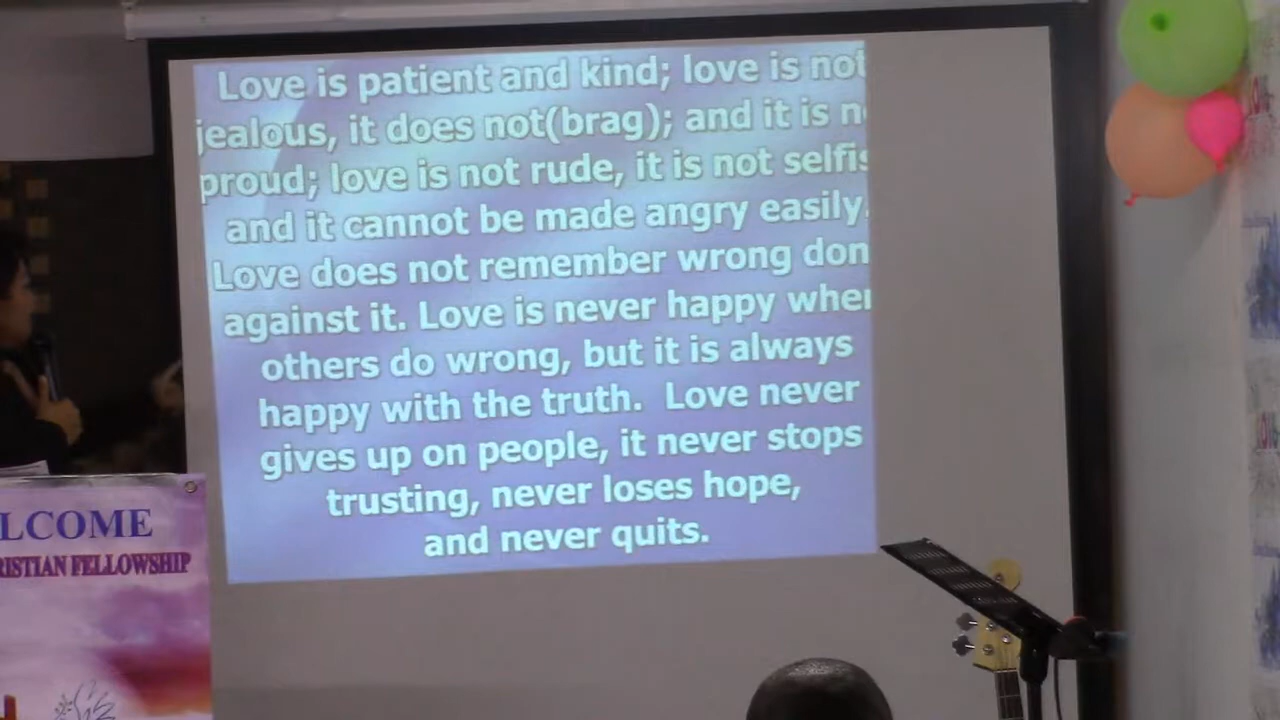 Love is patient and kind; love is not
jealous, it does not(brag); and it is n
proud; love is not rude, it is not selfis
and it cannot be made angry easily.
Love does not remember wrong don
against it. Love is never happy when
others do wrong, but it is always
happy with the truth. Love never
gives up on people, it never stops
trusting, never loses hope,
and never quits.
LCOME
RISTIAN FELLOWSHIP